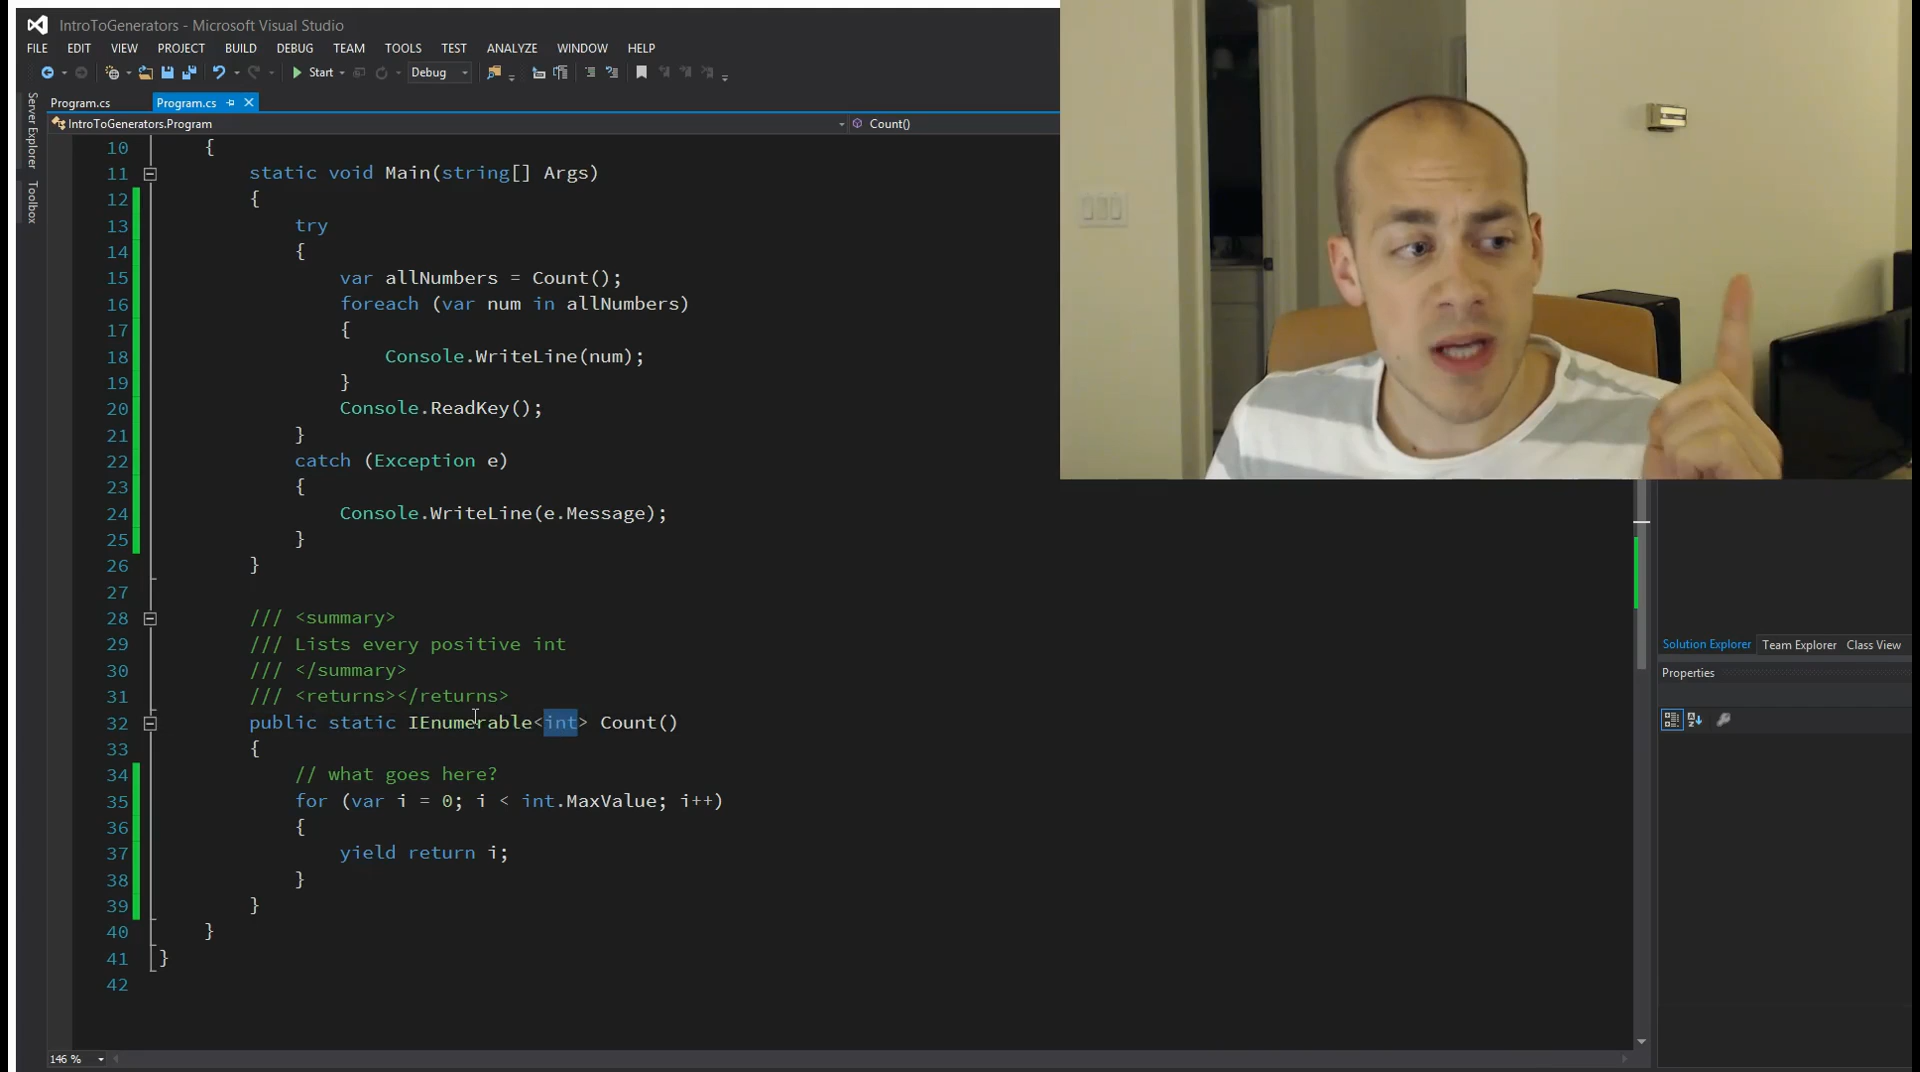 IntroToGenerators - Microsoft Visual Studio
FILE EDIT VIEW PROJECT BUILD DEBUG TEAM TOOLS TEST ANALYZE WINDOW HELP
Start Debug
Program.cs Program.cs
IntroToGenerators.Program Count()
Server Explorer
Toolbox
10 {
11 static void Main(string[] Args)
12 {
13 try
14 {
15 var allNumbers = Count();
16 foreach (var num in allNumbers)
17 {
18 Console.WriteLine(num);
19 }
20 Console.ReadKey();
21 }
22 catch (Exception e)
23 {
24 Console.WriteLine(e.Message);
25 }
26 }
27
28 /// <summary>
29 /// Lists every positive int
30 /// </summary>
31 /// <returns></returns>
32 public static IEnumerable<int> Count()
33 {
34 // what goes here?
35 for (var i = 0; i < int.MaxValue; i++)
36 {
37 yield return i;
38 }
39 }
40 }
41 }
42
146 %
Solution Explorer Team Explorer Class View
Properties